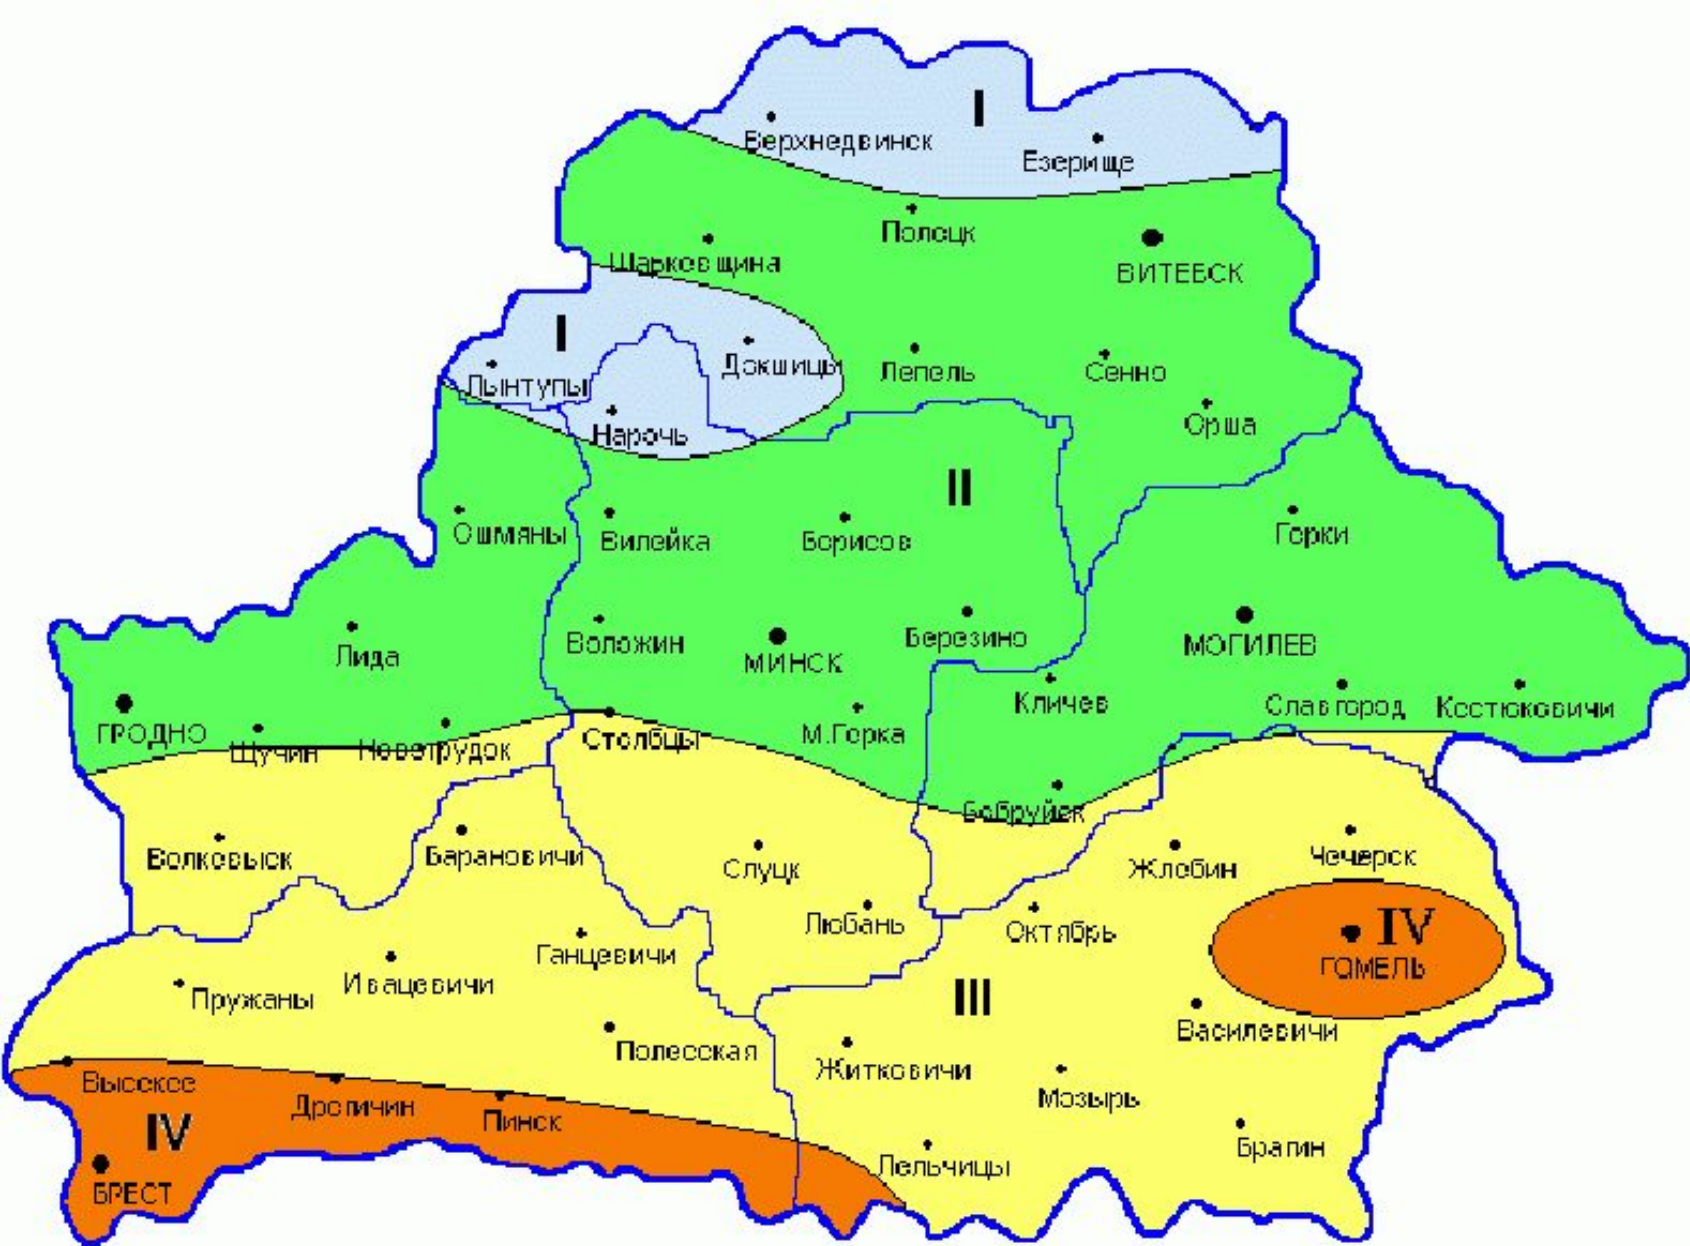 I
Верхнедвинск
Езерище
Полоцк
ВИТЕБСК
Шарковщина
I
Докшицы
Лынтупы
Лепель
Сенно
Нарочь
Орша
II
Ошмяны
Вилейка
Борисов
Горки
Лида
Воложин
МИНСК
Березино
МОГИЛЕВ
ГРОДНО
Щучин
Новогрудок
Столбцы
М.Горка
Кличев
Славгород
Костюковичи
Бобруйск
Волковыск
Барановичи
Слуцк
Жлобин
Чечерск
Любань
Октябрь
IV
ГОМЕЛЬ
Ганцевичи
Ивацевичи
Пружаны
III
Василевичи
Полесская
Житковичи
Мозырь
Высокое
Дрогичин
Пинск
IV
Брагин
Лельчицы
БРЕСТ